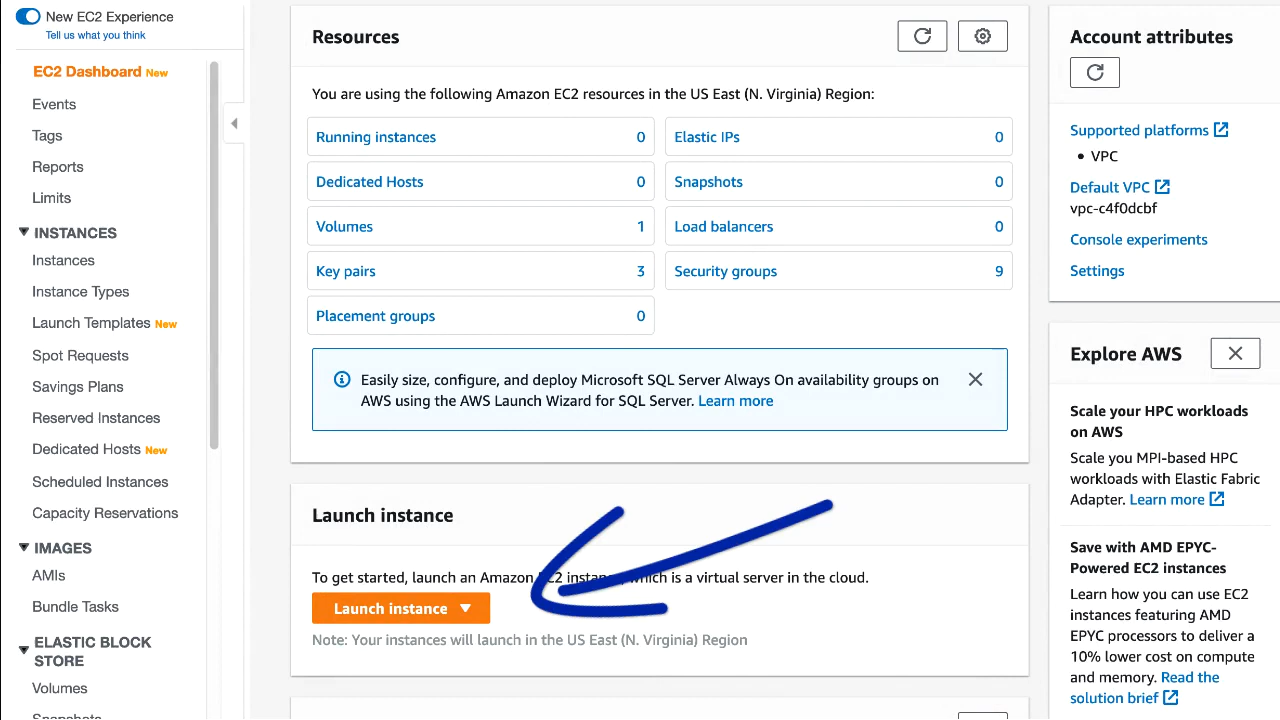 New EC2 Experience
Tell us what you think
EC2 Dashboard New
Events
Tags
Reports
Limits
INSTANCES
Instances
Instance Types
Launch Templates New
Spot Requests
Savings Plans
Reserved Instances
Dedicated Hosts New
Scheduled Instances
Capacity Reservations
IMAGES
AMIs
Bundle Tasks
ELASTIC BLOCK
STORE
Volumes
Snapshots
Resources
You are using the following Amazon EC2 resources in the US East (N. Virginia) Region:
Running instances 0
Elastic IPs 0
Dedicated Hosts 0
Snapshots 0
Volumes 1
Load balancers 0
Key pairs 3
Security groups 9
Placement groups 0
Easily size, configure, and deploy Microsoft SQL Server Always On availability groups on
AWS using the AWS Launch Wizard for SQL Server. Learn more
Launch instance
To get started, launch an Amazon EC2 instance, which is a virtual server in the cloud.
Launch instance
Note: Your instances will launch in the US East (N. Virginia) Region
Account attributes
Supported platforms
• VPC
Default VPC
vpc-c4f0dcbf
Console experiments
Settings
Explore AWS
Scale your HPC workloads
on AWS
Scale you MPI-based HPC
workloads with Elastic Fabric
Adapter. Learn more
Save with AMD EPYC-
Powered EC2 instances
Learn how you can use EC2
instances featuring AMD
EPYC processors to deliver a
10% lower cost on compute
and memory. Read the
solution brief